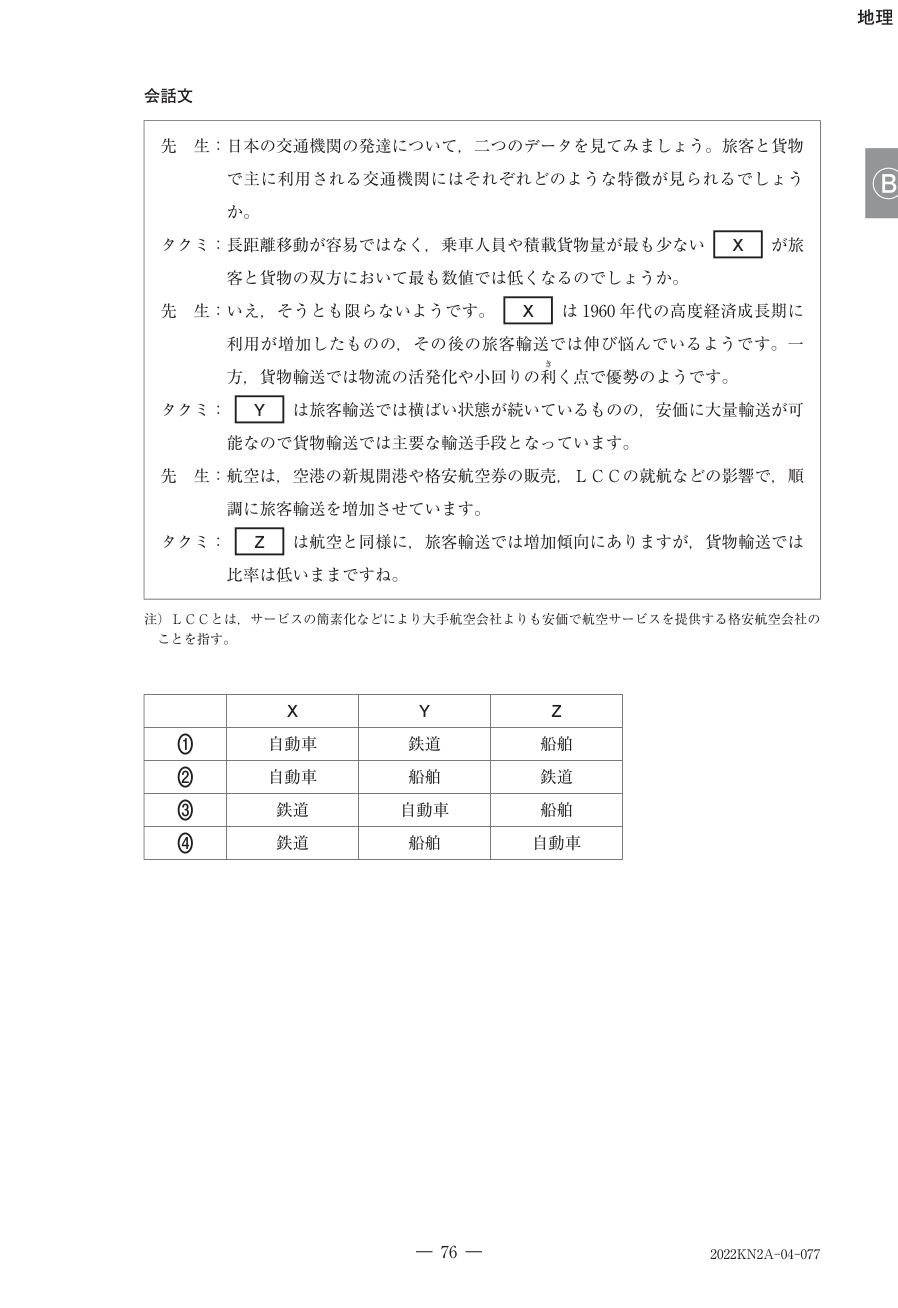 地理
会話文
Ⓑ
先　生：日本の交通機関の発達について，二つのデータを見てみましょう。旅客と貨物
で主に利用される交通機関にはそれぞれどのような特徴が見られるでしょう
か。
タクミ：長距離移動が容易ではなく，乗車人員や積載貨物量が最も少ない X が旅
客と貨物の双方において最も数値では低くなるのでしょうか。
先　生：いえ，そうとも限らないようです。 X は1960年代の高度経済成長期に
利用が増加したものの，その後の旅客輸送では伸び悩んでいるようです。一
き
方，貨物輸送では物流の活発化や小回りの利く点で優勢のようです。
タクミ： Y は旅客輸送では横ばい状態が続いているものの，安価に大量輸送が可
能なので貨物輸送では主要な輸送手段となっています。
先　生：航空は，空港の新規開港や格安航空券の販売，ＬＣＣの就航などの影響で，順
調に旅客輸送を増加させています。
タクミ： Z は航空と同様に，旅客輸送では増加傾向にありますが，貨物輸送では
比率は低いままですね。
注）ＬＣＣとは，サービスの簡素化などにより大手航空会社よりも安価で航空サービスを提供する格安航空会社の
ことを指す。
X Y Z
① 自動車 鉄道 船舶
② 自動車 船舶 鉄道
③ 鉄道 自動車 船舶
④ 鉄道 船舶 自動車
― 76 ―
2022KN2A-04-077